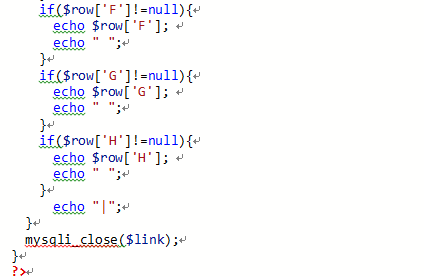 if($row['F']!=null){
echo $row['F'];
echo " ";
}
if($row['G']!=null){
echo $row['G'];
echo " ";
}
if($row['H']!=null){
echo $row['H'];
echo " ";
}
echo "|";
}
mysqli_close($link);
}
?>